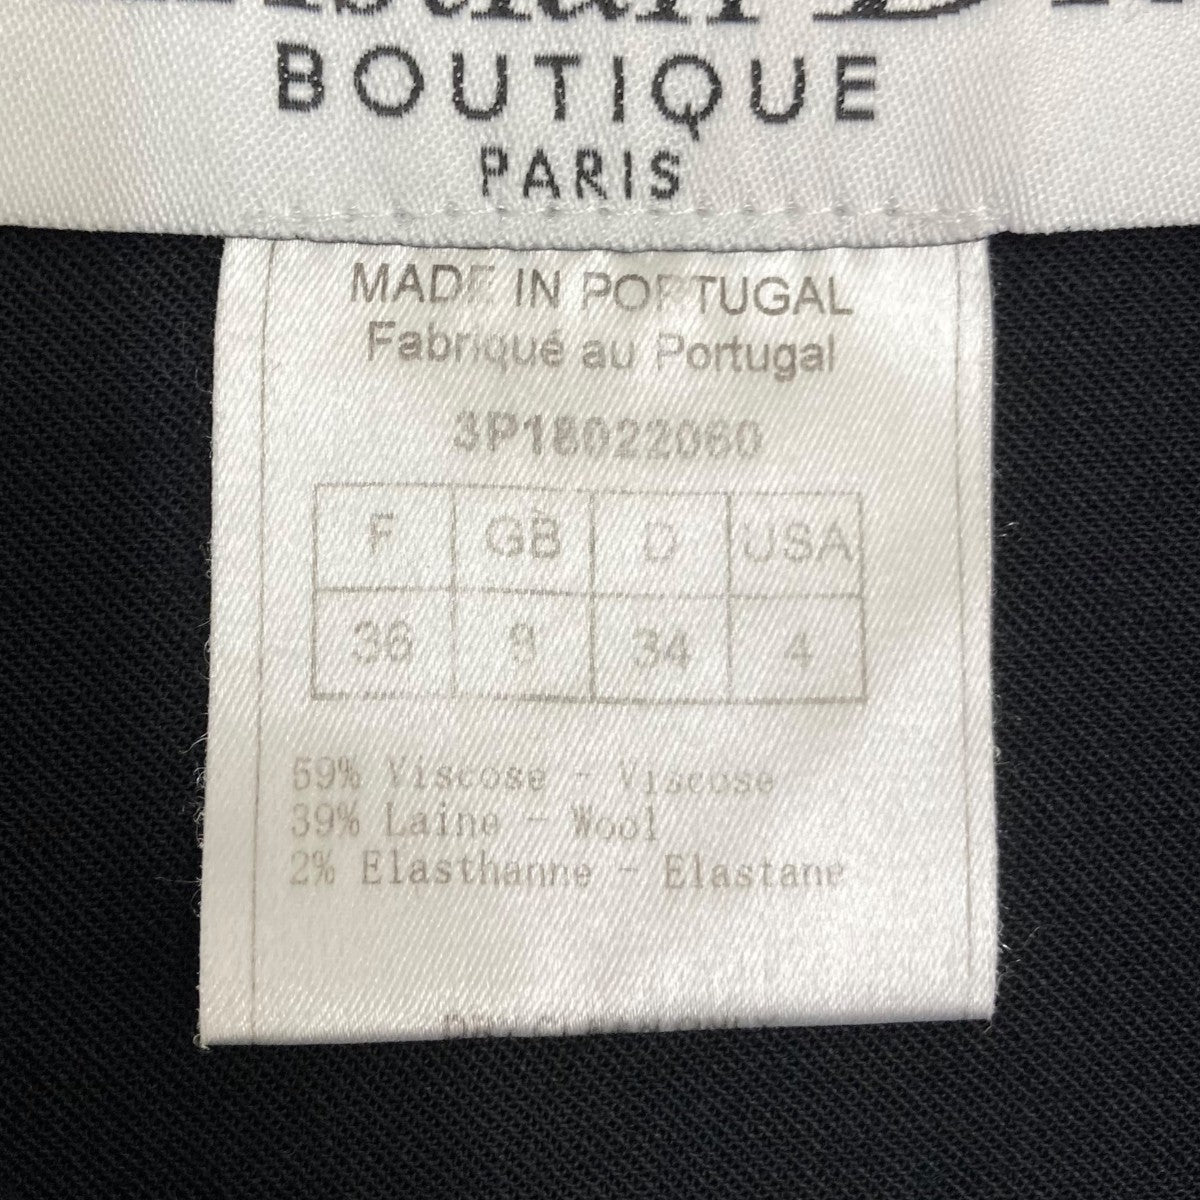 BOUTIQUE
PARIS
MADE IN PORTUGAL
Fabriqué au Portugal
3P18022060
F GB D USA
36 8 34 4
59% Viscose - Viscose
39% Laine - Wool
2% Elasthanne - Elastane